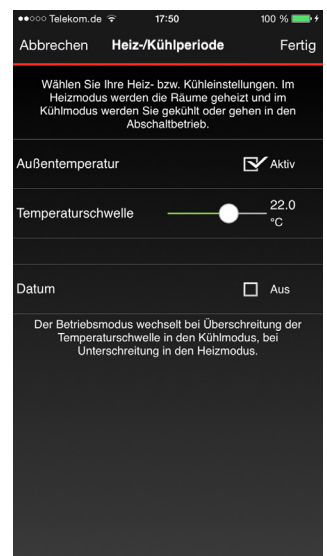 Telekom.de 17:50 100 %
Abbrechen Heiz-/Kühlperiode Fertig
Wählen Sie Ihre Heiz- bzw. Kühleinstellungen. Im
Heizmodus werden die Räume geheizt und im
Kühlmodus werden Sie gekühlt oder gehen in den
Abschaltbetrieb.
Außentemperatur Aktiv
Temperaturschwelle 22.0
°C
Datum Aus
Der Betriebsmodus wechselt bei Überschreitung der
Temperaturschwelle in den Kühlmodus, bei
Unterschreitung in den Heizmodus.